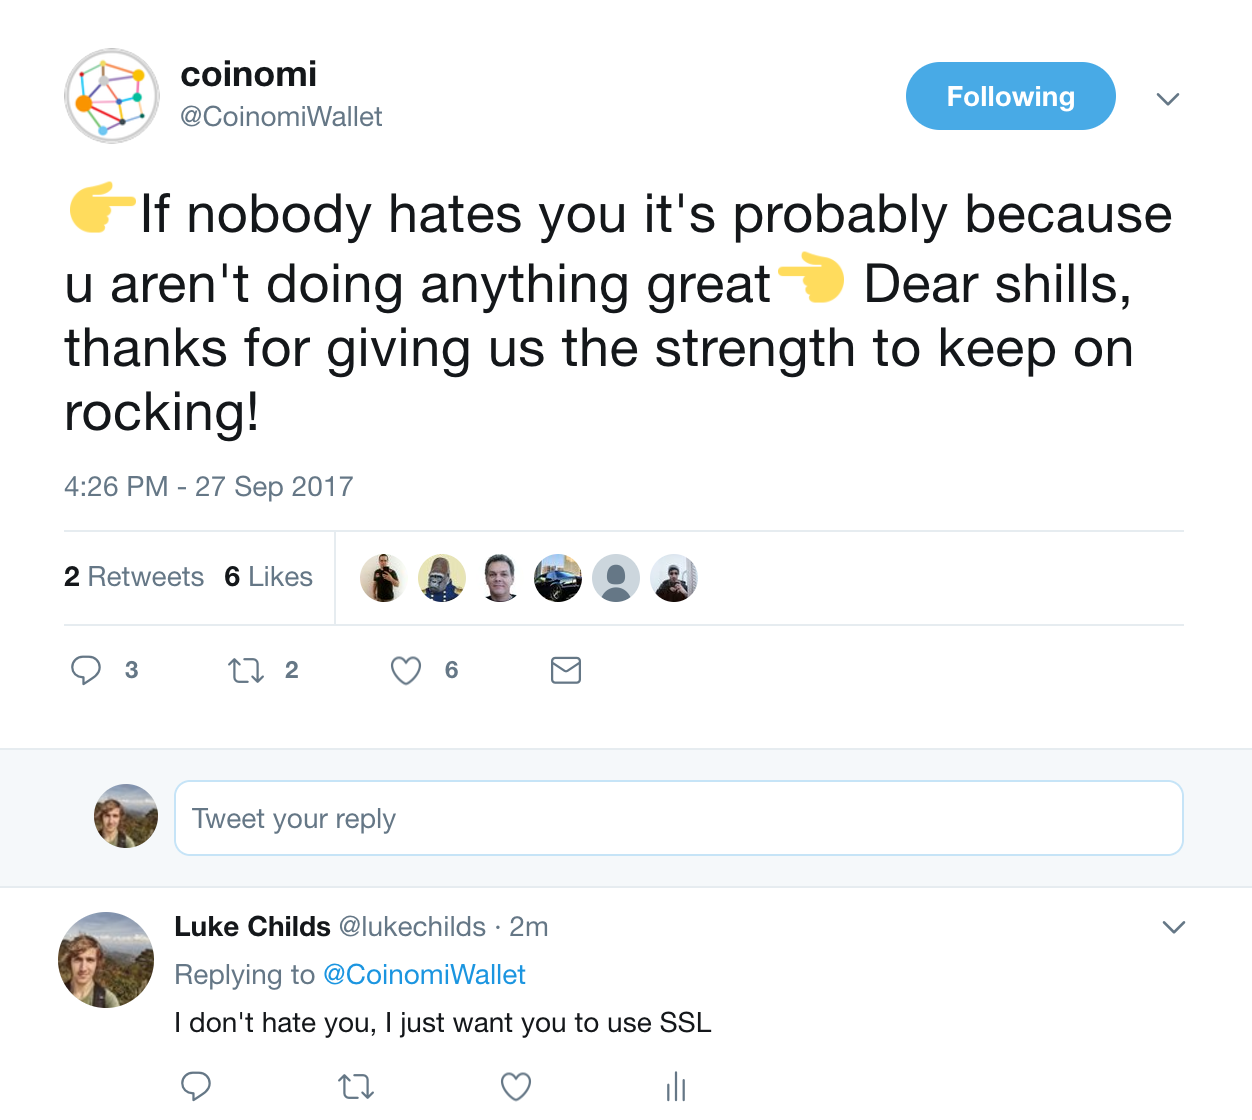 coinomi
@CoinomiWallet
Following
👉If nobody hates you it's probably because
u aren't doing anything great👈 Dear shills,
thanks for giving us the strength to keep on
rocking!
4:26 PM - 27 Sep 2017
2 Retweets 6 Likes
3 2 6
Tweet your reply
Luke Childs @lukechilds · 2m
Replying to @CoinomiWallet
I don't hate you, I just want you to use SSL